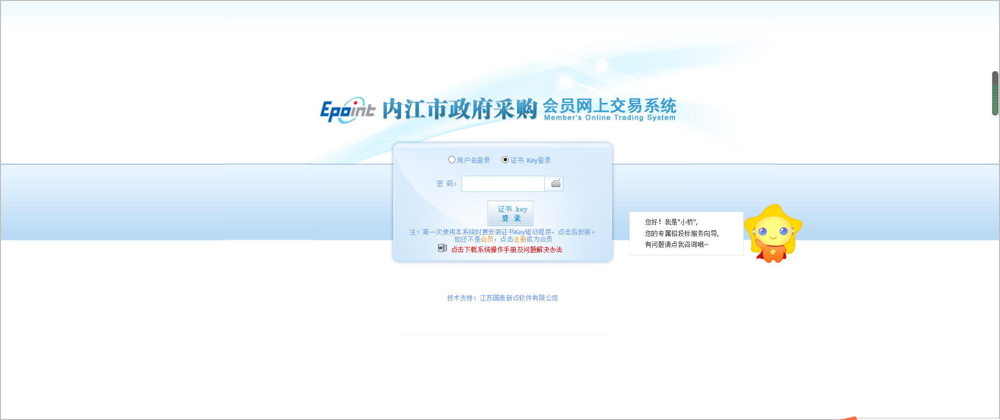 Epoint 内江市政府采购 会员网上交易系统
Member's Online Trading System
用户名登录 证书 Key登录
密 码：
证书 key
登 录
注：第一次使用本系统时要安装证书Key驱动程序，点击后安装。
如还不是会员，点击注册成为会员
点击下载系统操作手册及问题解决办法
您好！我是"小桥",
您的专属招投标服务向导,
有问题请点我咨询哦~
技术支持：江苏国泰新点软件有限公司